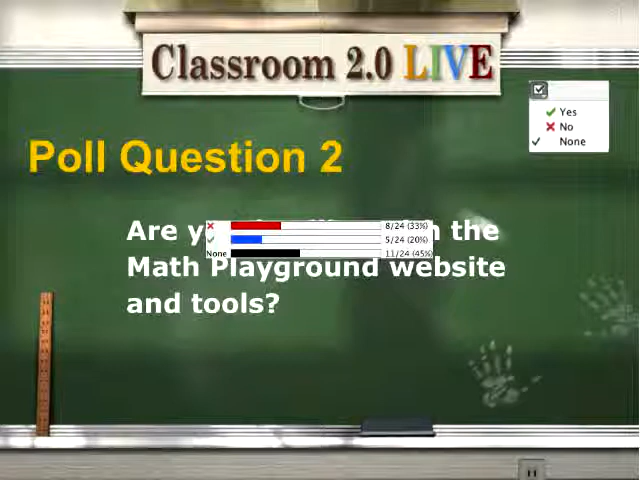 Classroom 2.0 LIVE
Yes
No
None
Poll Question 2
Are y the
8/24 (33%)
5/24 (20%)
None 11/24 (45%)
Math Playground website
and tools?